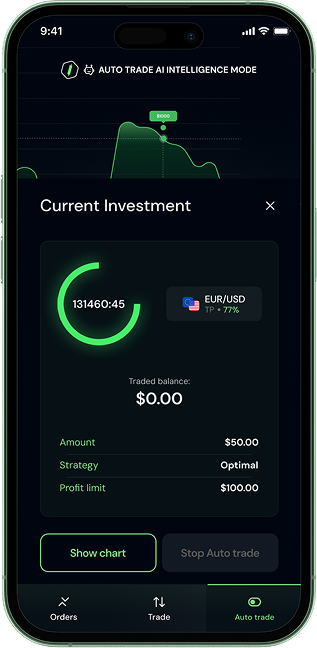 9:41
AUTO TRADE AI INTELLIGENCE MODE
$1000
Current Investment
131460:45
EUR/USD
TP • 77%
Traded balance:
$0.00
Amount $50.00
Strategy Optimal
Profit limit $100.00
Show chart Stop Auto trade
Orders Trade Auto trade